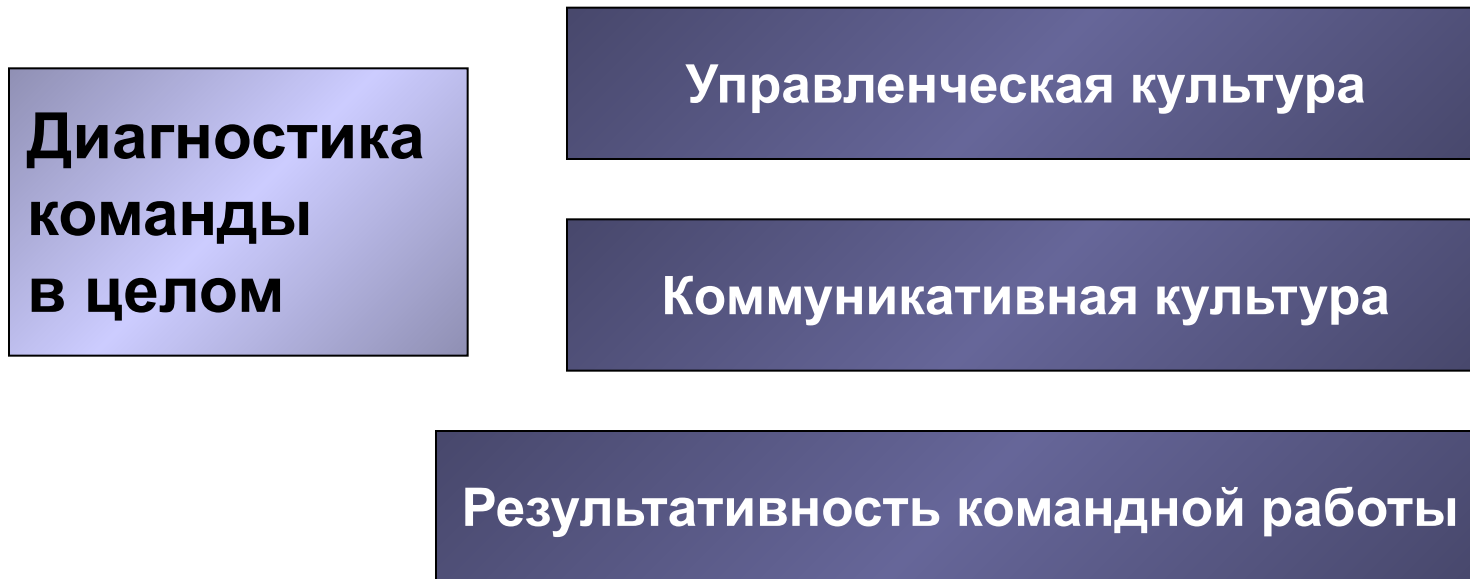 Диагностика
команды
в целом
Управленческая культура
Коммуникативная культура
Результативность командной работы